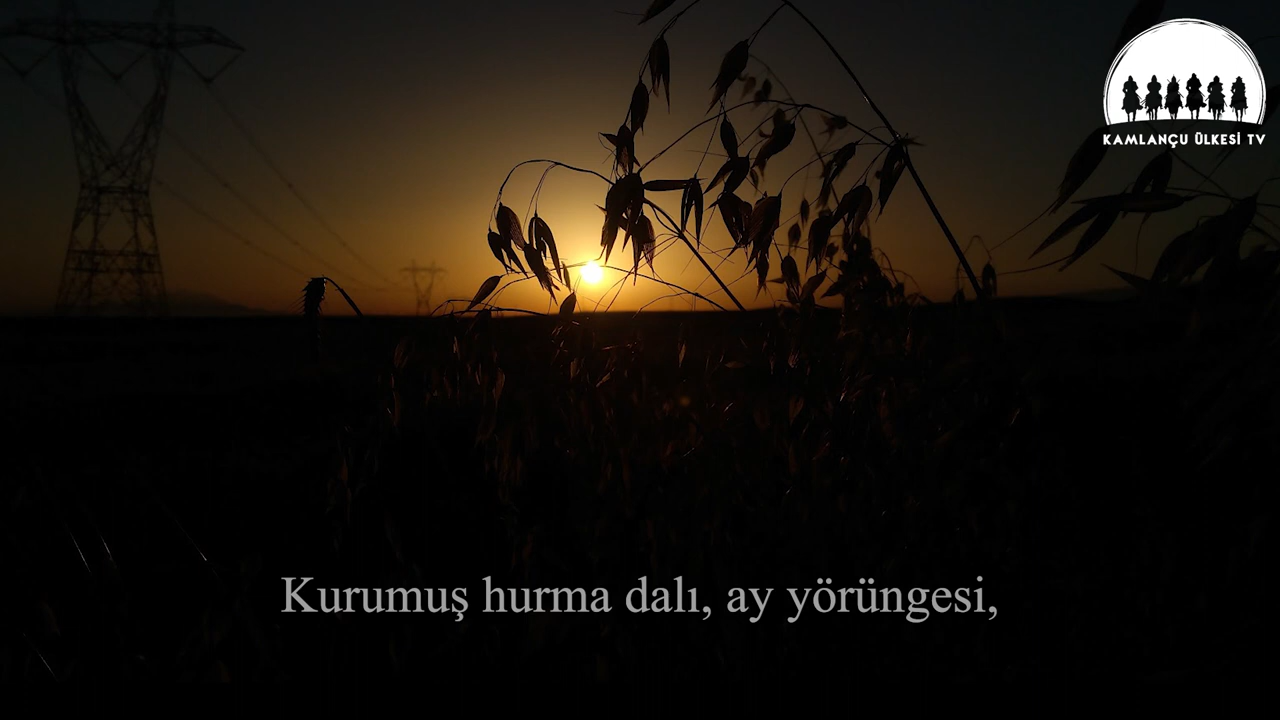 KAMLANÇU ÜLKESİ TV
Kurumuş hurma dalı, ay yörüngesi,